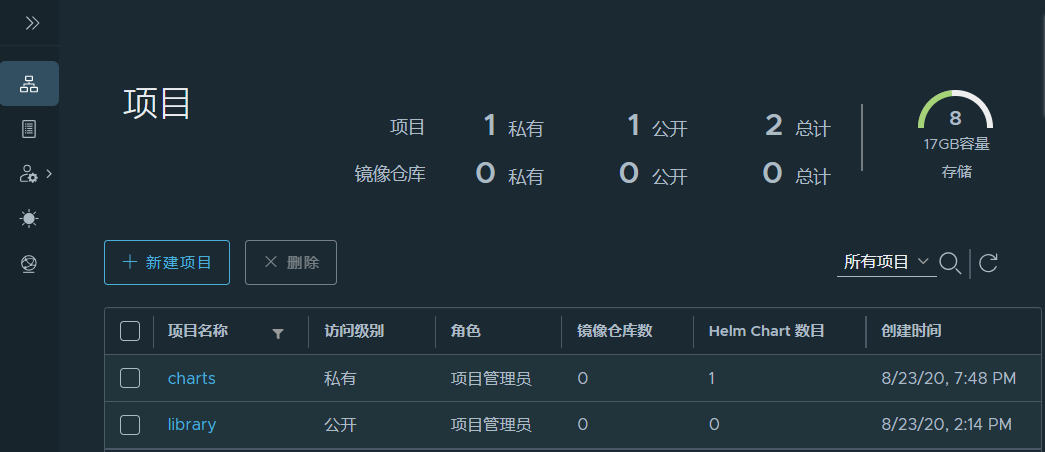 项目
项目 1 私有 1 公开 2 总计
镜像仓库 0 私有 0 公开 0 总计
8
17GB容量
存储
新建项目 删除 所有项目
项目名称 访问级别 角色 镜像仓库数 Helm Chart 数目 创建时间
charts 私有 项目管理员 0 1 8/23/20, 7:48 PM
library 公开 项目管理员 0 0 8/23/20, 2:14 PM